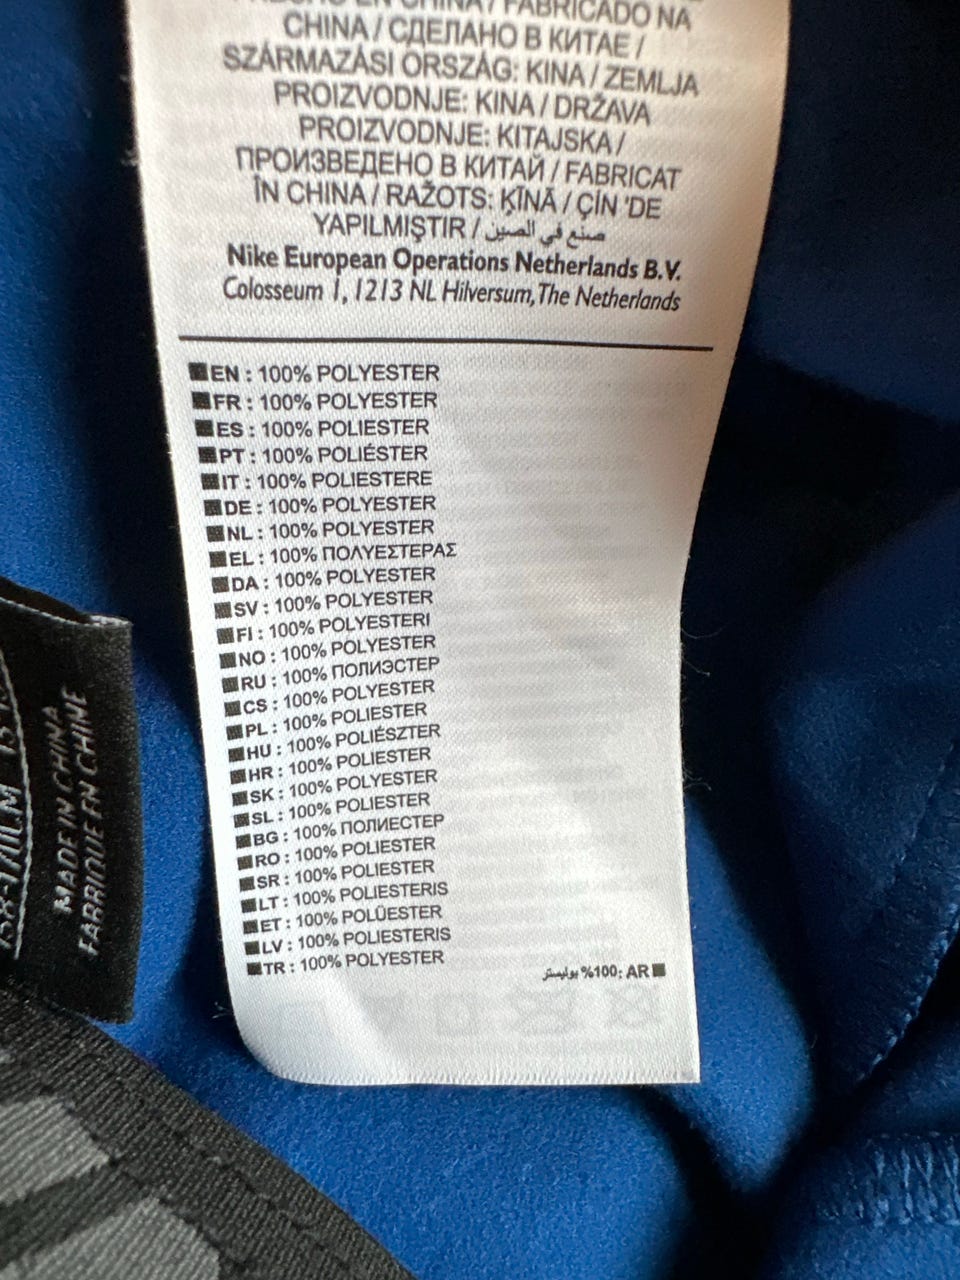 CHINA / FABRICADO NA
CHINA / СДЕЛАНО В КИТАЕ /
SZÁRMAZÁSI ORSZÁG: KINA / ZEMLJA
PROIZVODNJE: KINA / DRŽAVA
PROIZVODNJE: KITAJSKA /
ПРОИЗВЕДЕНО В КИТАЙ / FABRICAT
ÎN CHINA / RAŽOTS: ĶĪNĀ / ÇİN 'DE
YAPILMIŞTIR / صنع في الصين
Nike European Operations Netherlands B.V.
Colosseum 1, 1213 NL Hilversum, The Netherlands
EN : 100% POLYESTER
FR : 100% POLYESTER
ES : 100% POLIESTER
PT : 100% POLIÉSTER
IT : 100% POLIESTERE
DE : 100% POLYESTER
NL : 100% POLYESTER
EL : 100% ΠΟΛΥΕΣΤΕΡΑΣ
DA : 100% POLYESTER
SV : 100% POLYESTER
FI : 100% POLYESTERI
NO : 100% POLYESTER
RU : 100% ПОЛИЭСТЕР
CS : 100% POLYESTER
PL : 100% POLIESTER
HU : 100% POLIÉSZTER
HR : 100% POLIESTER
SK : 100% POLYESTER
SL : 100% POLIESTER
BG : 100% ПОЛИЕСТЕР
RO : 100% POLIESTER
SR : 100% POLIESTER
LT : 100% POLIESTERIS
ET : 100% POLÜESTER
LV : 100% POLIESTERIS
TR : 100% POLYESTER
AR :100% بوليستر
MADE IN CHINA
FABRIQUÉ EN CHINE